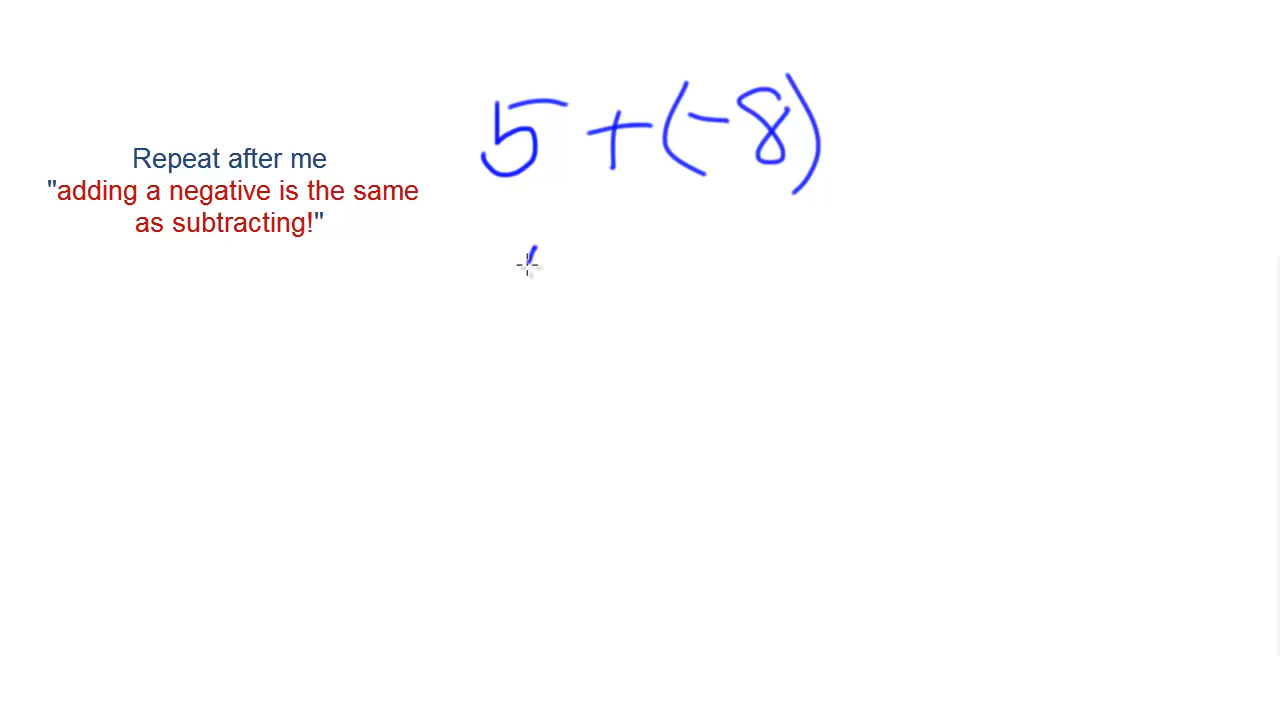 5 + (-8)
Repeat after me
"adding a negative is the same
as subtracting!"